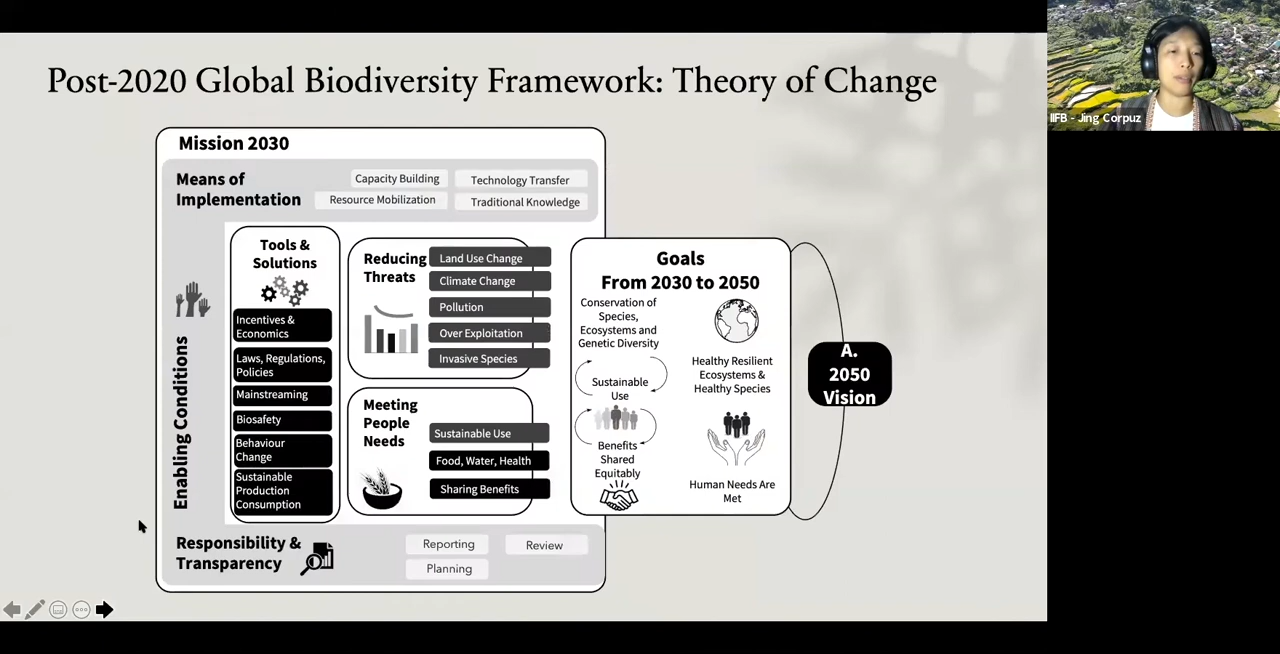 Post-2020 Global Biodiversity Framework: Theory of Change
IIFB - Jing Corpuz
Mission 2030
Means of
Implementation
Capacity Building
Technology Transfer
Resource Mobilization
Traditional Knowledge
Enabling Conditions
Tools &
Solutions
Incentives &
Economics
Laws, Regulations,
Policies
Mainstreaming
Biosafety
Behaviour
Change
Sustainable
Production
Consumption
Reducing
Threats
Land Use Change
Climate Change
Pollution
Over Exploitation
Invasive Species
Meeting
People
Needs
Sustainable Use
Food, Water, Health
Sharing Benefits
Goals
From 2030 to 2050
Conservation of
Species,
Ecosystems and
Genetic Diversity
Sustainable
Use
Benefits
Shared
Equitably
Healthy Resilient
Ecosystems &
Healthy Species
Human Needs Are
Met
A.
2050
Vision
Responsibility &
Transparency
Reporting
Review
Planning